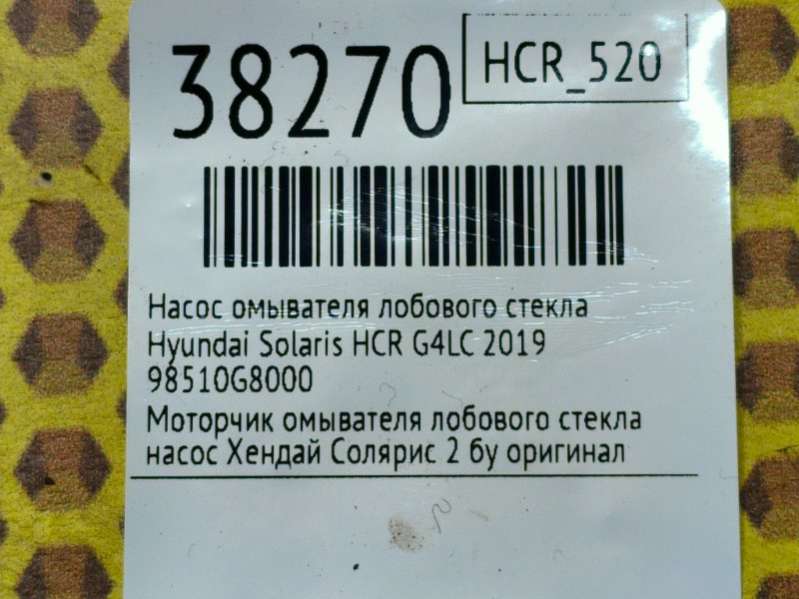 38270
HCR_520
Насос омывателя лобового стекла
Hyundai Solaris HCR G4LC 2019
98510G8000
Моторчик омывателя лобового стекла
насос Хендай Солярис 2 бу оригинал